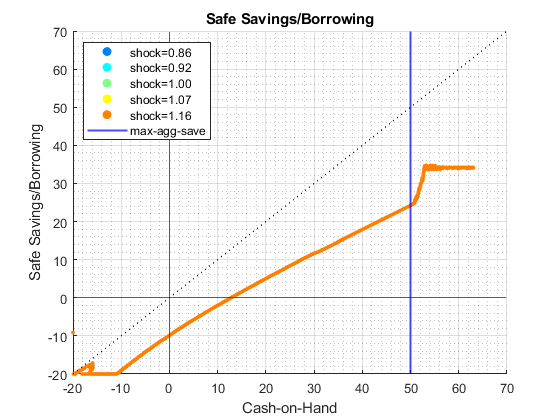 Safe Savings/Borrowing
70
60
50
40
30
20
10
0
-10
-20
Safe Savings/Borrowing
shock=0.86
shock=0.92
shock=1.00
shock=1.07
shock=1.16
max-agg-save
-20 -10 0 10 20 30 40 50 60 70
Cash-on-Hand